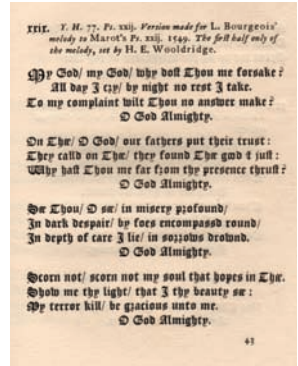 xxix. Y. H. 77. Ps. xxij. Version made for L. Bourgeois'
melody to Marot's Ps. xxij. 1549. The first half only of
the melody, set by H. E. Wooldridge.
My God/ my God/ why dost Thou me forsake?
All day I cry/ by night no rest I take.
To my complaint wilt Thou no answer make?
O God Almighty.
On Thee/ O God/ our fathers put their trust:
They calld on Thee/ they found Thee good & just:
Why hast Thou me far from thy presence thrust?
O God Almighty.
See Thou/ O see/ in misery profound/
In dark despair/ by foes encompassd round/
In depth of care I lie/ in sorrows drownd.
O God Almighty.
Scorn not/ scorn not my soul that hopes in Thee.
Show me thy light/ that I thy beauty see:
My terror kill/ be gracious unto me.
O God Almighty.
43